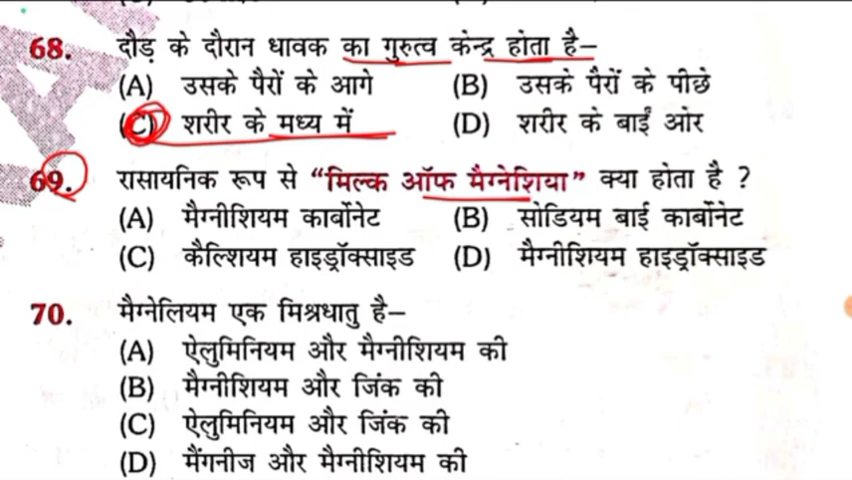 68. दौड़ के दौरान धावक का गुरुत्व केन्द्र होता है–
(A) उसके पैरों के आगे (B) उसके पैरों के पीछे
(C) शरीर के मध्य में (D) शरीर के बाईं ओर
69. रासायनिक रूप से “मिल्क ऑफ मैग्नेशिया” क्या होता है ?
(A) मैग्नीशियम कार्बोनेट (B) सोडियम बाई कार्बोनेट
(C) कैल्शियम हाइड्रॉक्साइड (D) मैग्नीशियम हाइड्रॉक्साइड
70. मैग्नेलियम एक मिश्रधातु है–
(A) ऐलुमिनियम और मैग्नीशियम की
(B) मैग्नीशियम और जिंक की
(C) ऐलुमिनियम और जिंक की
(D) मैंगनीज और मैग्नीशियम की